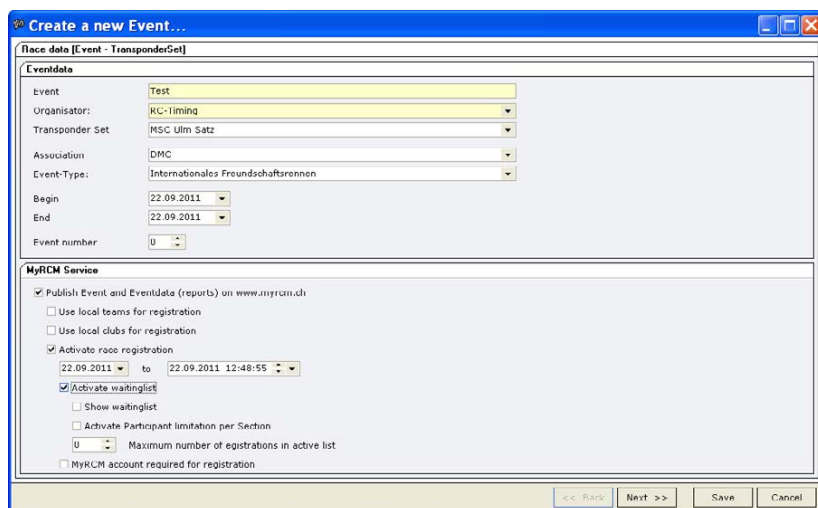 Create a new Event...
Race data [Event - TransponderSet]
Eventdata
Event Test
Organisator: RC-Timing
Transponder Set MSC Ulm Satz
Association DMC
Event-Type: Internationales Freundschaftsrennen
Begin 22.09.2011
End 22.09.2011
Event number 0
MyRCM Service
Publish Event and Eventdata (reports) on www.myrcm.ch
Use local teams for registration
Use local clubs for registration
Activate race registration
22.09.2011 to 22.09.2011 12:48:55
Activate waitinglist
Show waitinglist
Activate Participant limitation per Section
0 Maximum number of egistrations in active list
MyRCM account required for registration
<< Back Next >> Save Cancel